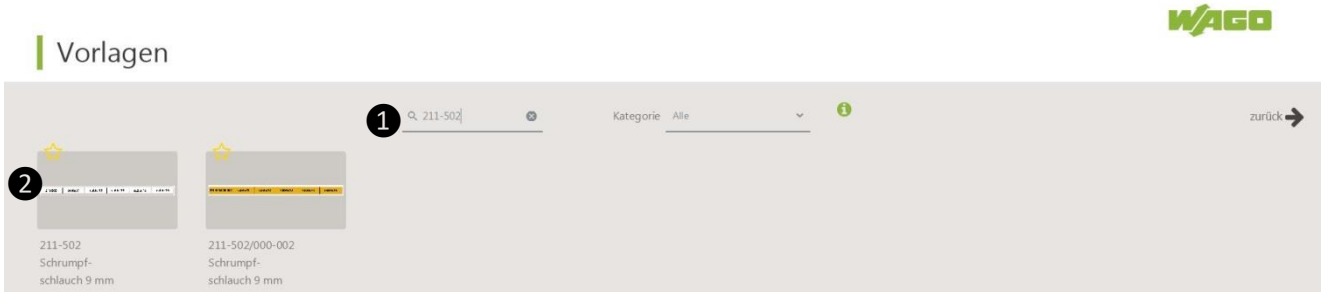 WAGO
Vorlagen
1
211-502
Kategorie Alle
zurück
2
211-502
Schrumpf-
schlauch 9 mm
211-502/000-002
Schrumpf-
schlauch 9 mm